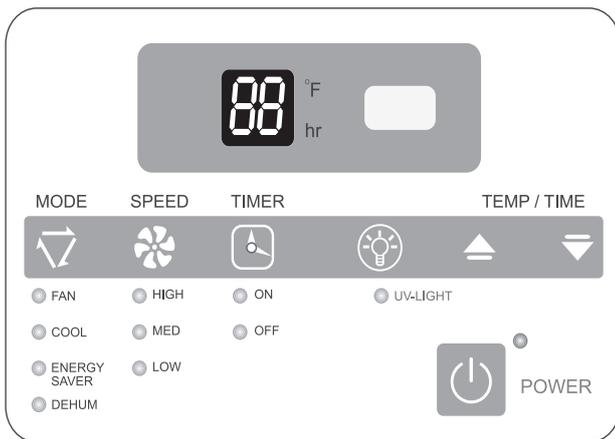 88 °F
hr
MODE SPEED TIMER TEMP / TIME
FAN HIGH ON UV-LIGHT
COOL MED OFF
ENERGY SAVER LOW
DEHUM
POWER